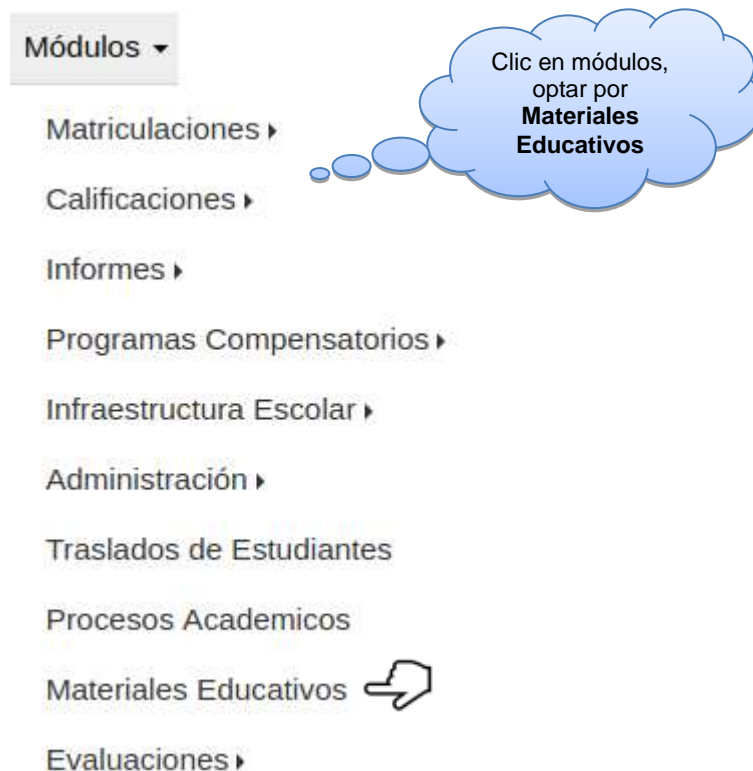 Módulos
Clic en módulos,
optar por
Materiales
Educativos
Matriculaciones
Calificaciones
Informes
Programas Compensatorios
Infraestructura Escolar
Administración
Traslados de Estudiantes
Procesos Academicos
Materiales Educativos
Evaluaciones